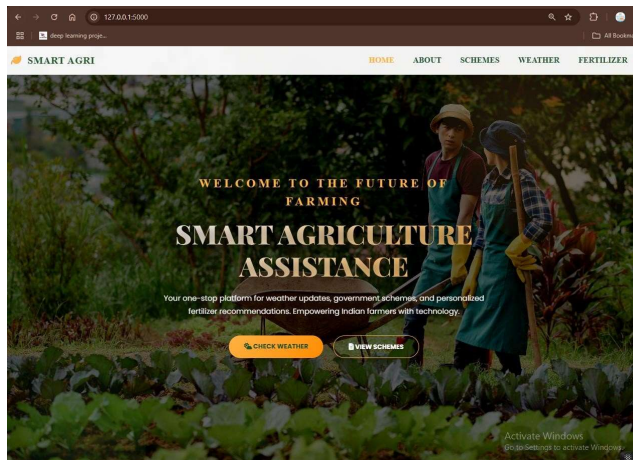 127.0.0.1:5000
deep learning proje...
All Bookma
SMART AGRI
HOME ABOUT SCHEMES WEATHER FERTILIZER
WELCOME TO THE FUTURE OF
FARMING
SMART AGRICULTURE
ASSISTANCE
Your one-stop platform for weather updates, government schemes, and personalized
fertilizer recommendations. Empowering Indian farmers with technology.
CHECK WEATHER VIEW SCHEMES
Activate Windows
Go to Settings to activate Windows.